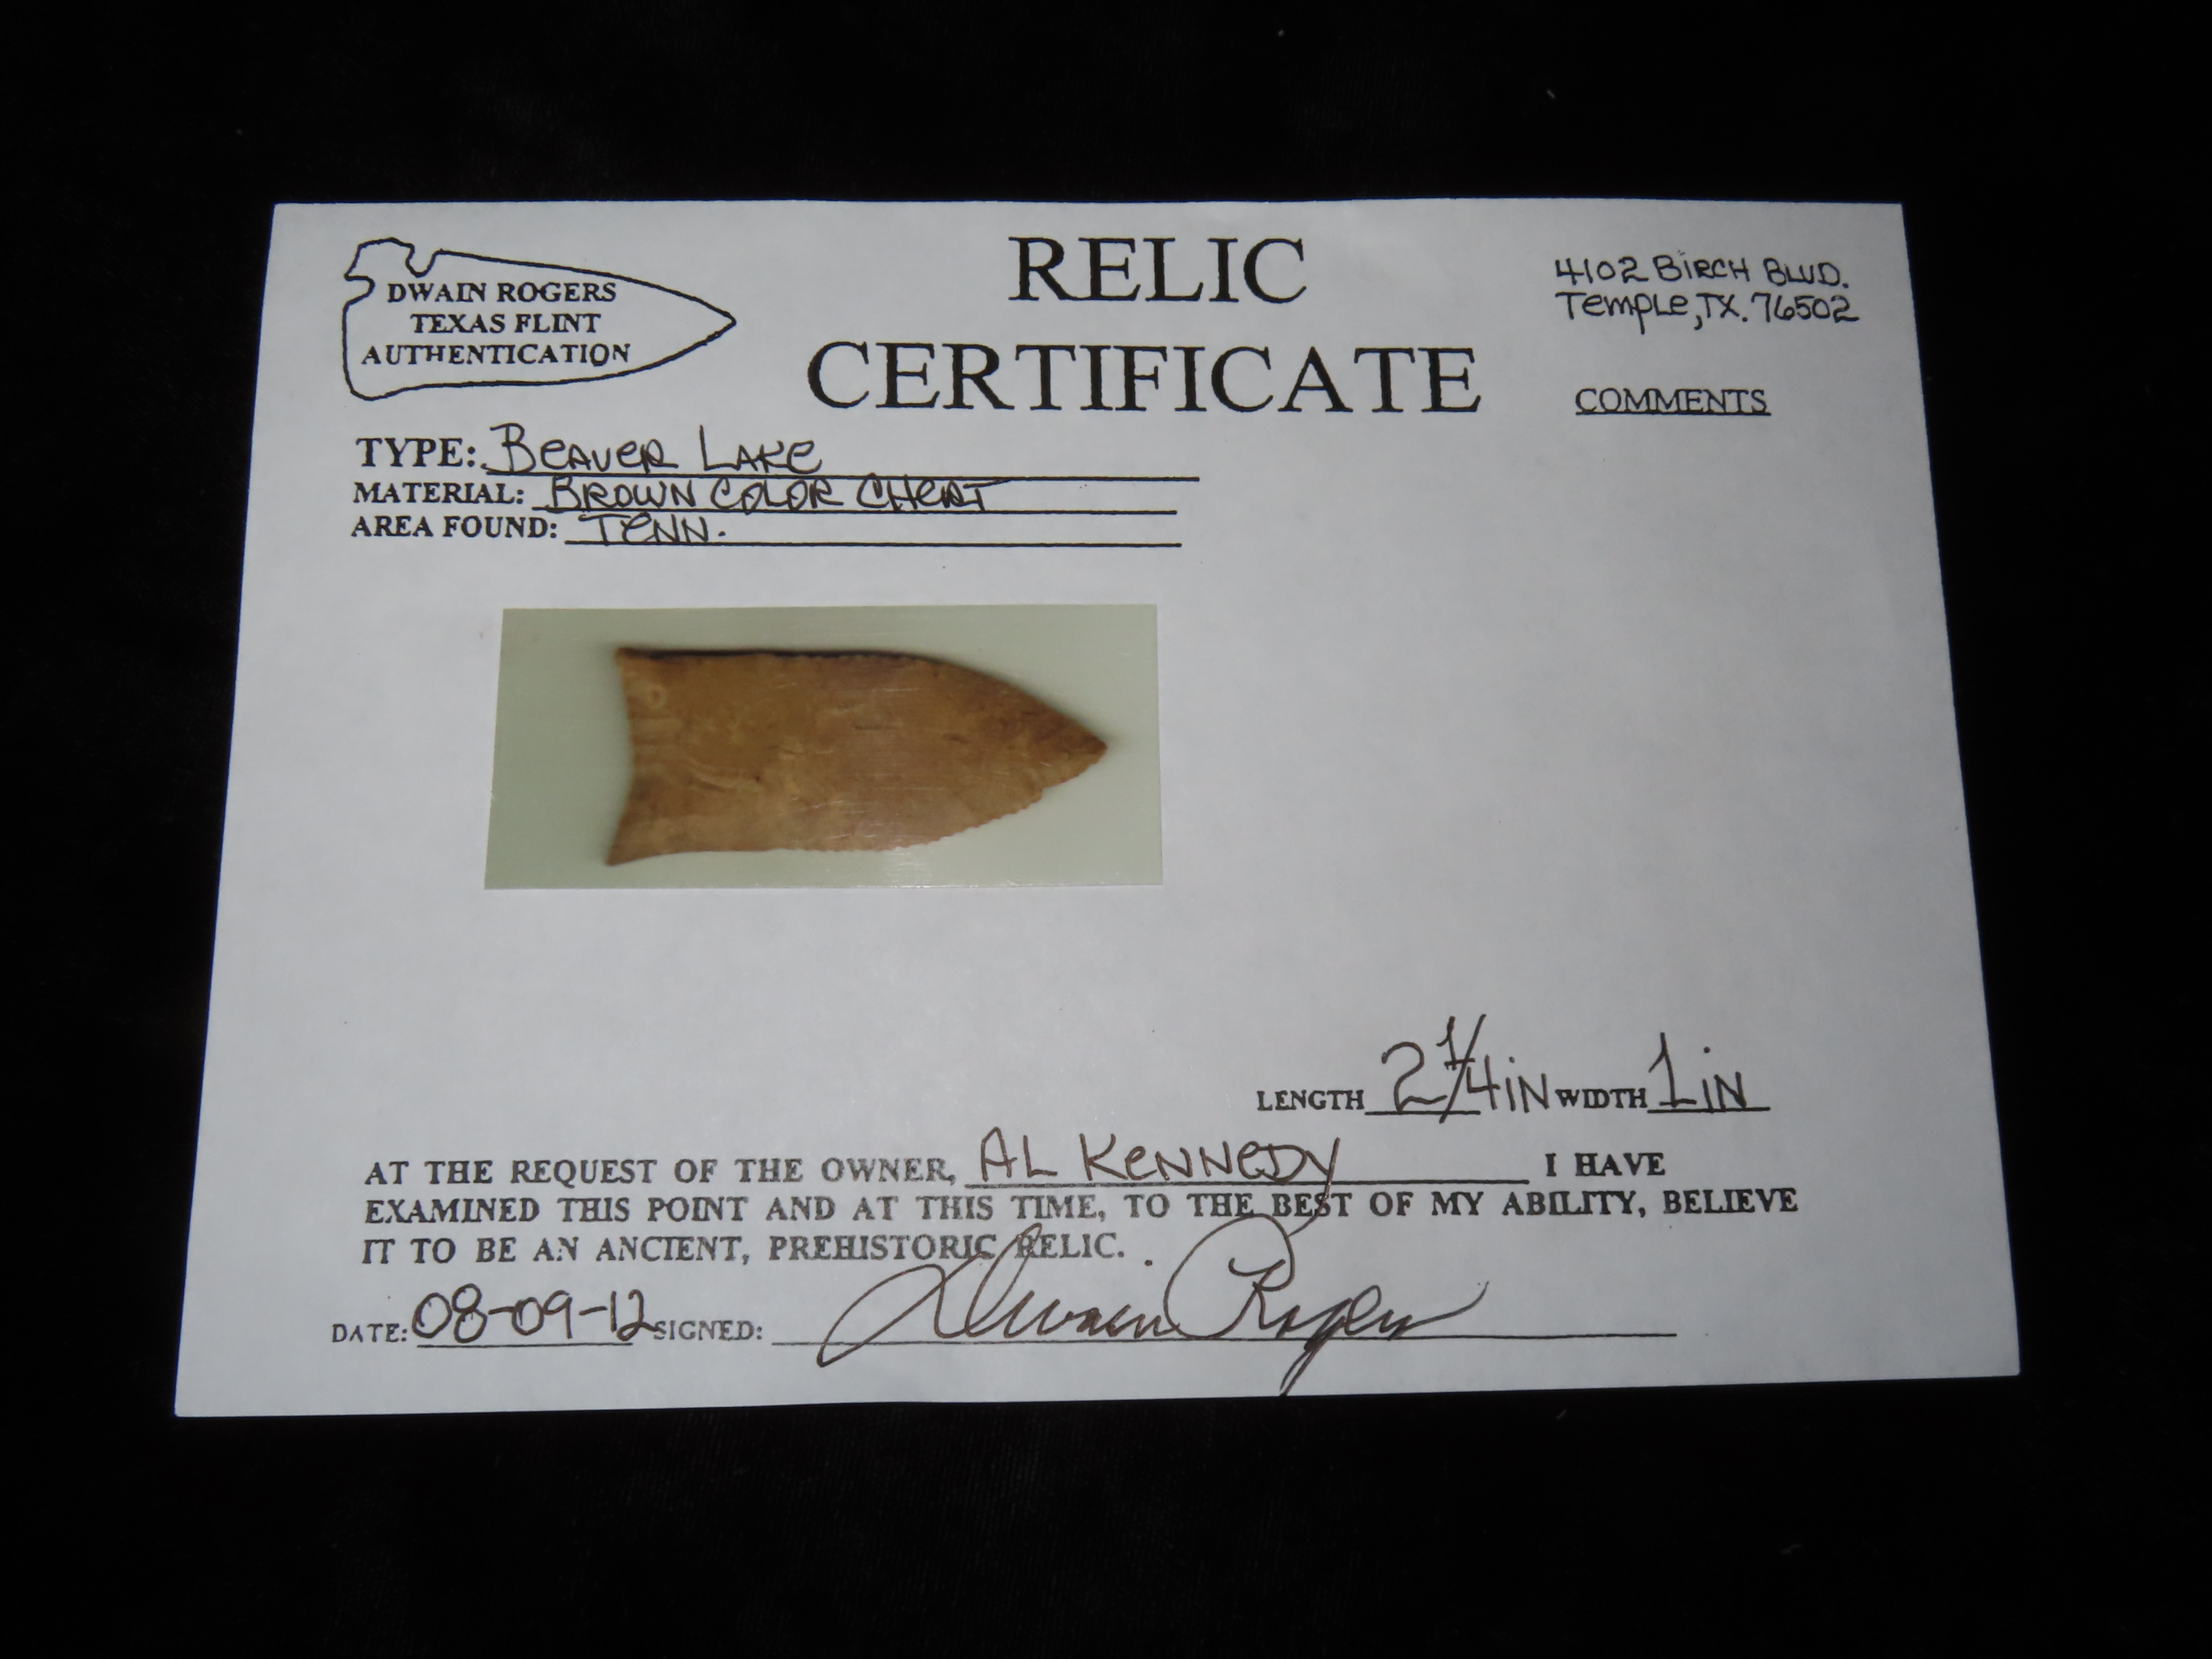 DWAIN ROGERS
TEXAS FLINT
AUTHENTICATION
RELIC
CERTIFICATE
4102 BIRCH BLVD.
Temple, TX. 76502
COMMENTS
TYPE: BEAVER LAKE
MATERIAL: BROWN COLOR CHERT
AREA FOUND: TENN.
LENGTH 2 1/4 IN WIDTH 1 IN
AT THE REQUEST OF THE OWNER, AL KENNEDY I HAVE
EXAMINED THIS POINT AND AT THIS TIME, TO THE BEST OF MY ABILITY, BELIEVE
IT TO BE AN ANCIENT, PREHISTORIC RELIC.
DATE: 08-09-12 SIGNED: Dwain Rogers